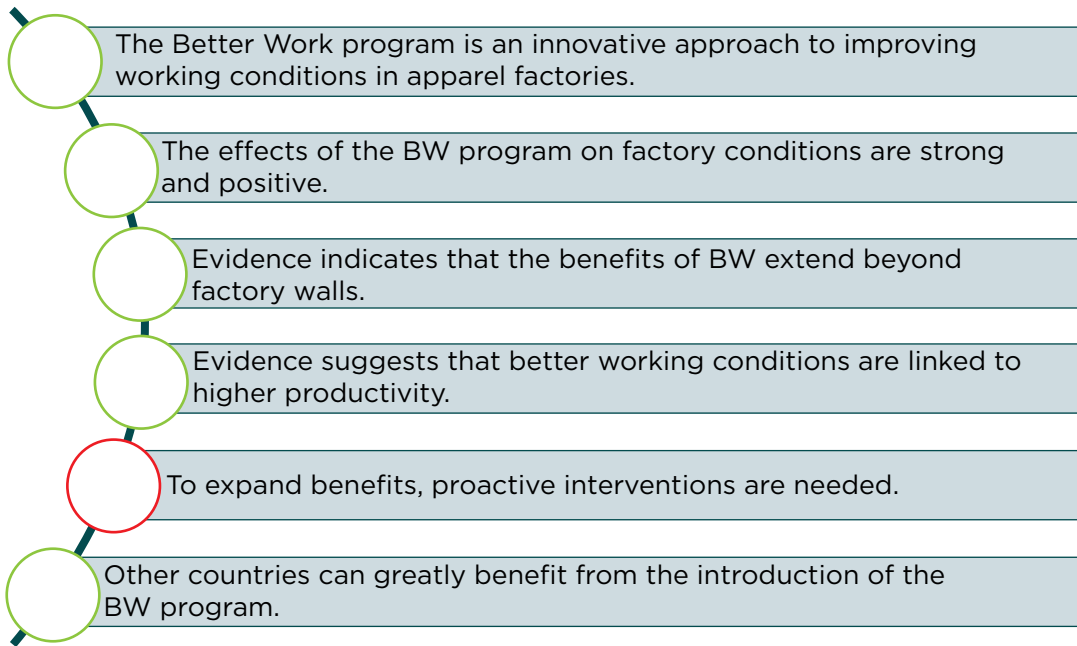 The Better Work program is an innovative approach to improving
working conditions in apparel factories.
The effects of the BW program on factory conditions are strong
and positive.
Evidence indicates that the benefits of BW extend beyond
factory walls.
Evidence suggests that better working conditions are linked to
higher productivity.
To expand benefits, proactive interventions are needed.
Other countries can greatly benefit from the introduction of the
BW program.